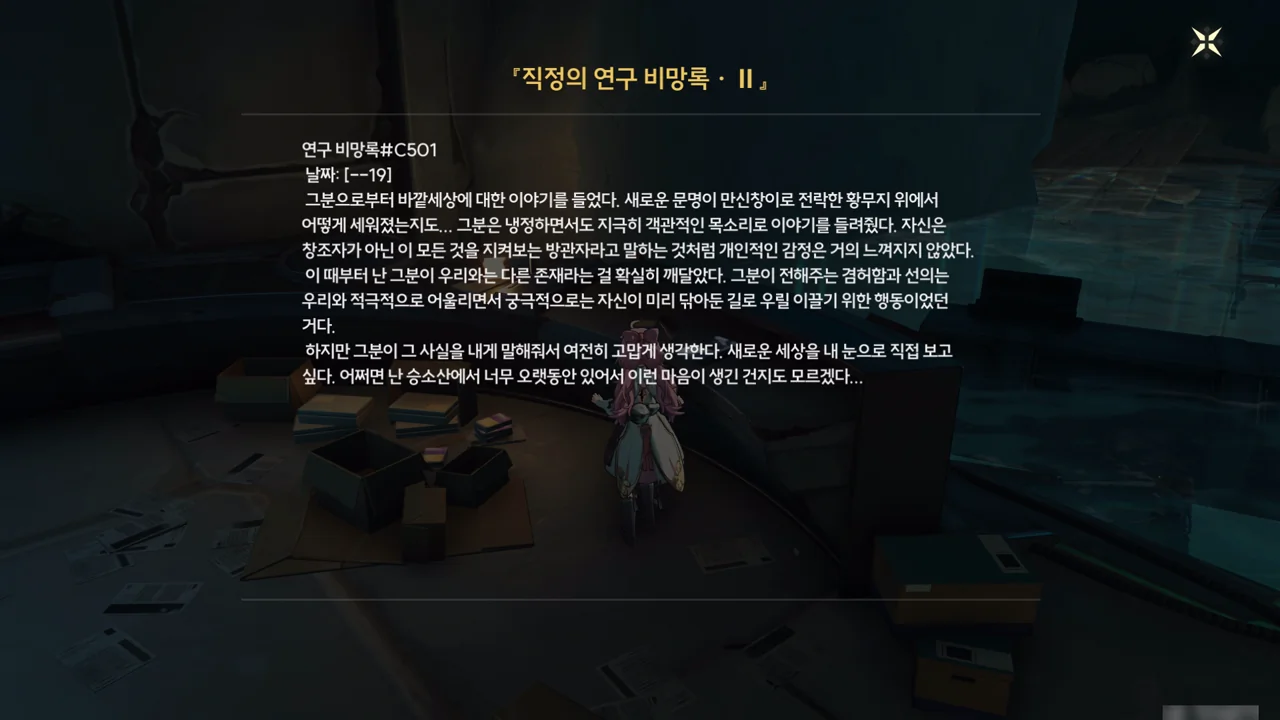 『직정의 연구 비망록 · II』
연구 비망록#C501
날짜: [--19]
그분으로부터 바깥세상에 대한 이야기를 들었다. 새로운 문명이 만신창이로 전락한 황무지 위에서
어떻게 세워졌는지도... 그분은 냉정하면서도 지극히 객관적인 목소리로 이야기를 들려줬다. 자신은
창조자가 아닌 이 모든 것을 지켜보는 방관자라고 말하는 것처럼 개인적인 감정은 거의 느껴지지 않았다.
이 때부터 난 그분이 우리와는 다른 존재라는 걸 확실히 깨달았다. 그분이 전해주는 겸허함과 선의는
우리와 적극적으로 어울리면서 궁극적으로는 자신이 미리 닦아둔 길로 우릴 이끌기 위한 행동이었던
거다.
하지만 그분이 그 사실을 내게 말해줘서 여전히 고맙게 생각한다. 새로운 세상을 내 눈으로 직접 보고
싶다. 어쩌면 난 승소산에서 너무 오랫동안 있어서 이런 마음이 생긴 건지도 모르겠다...